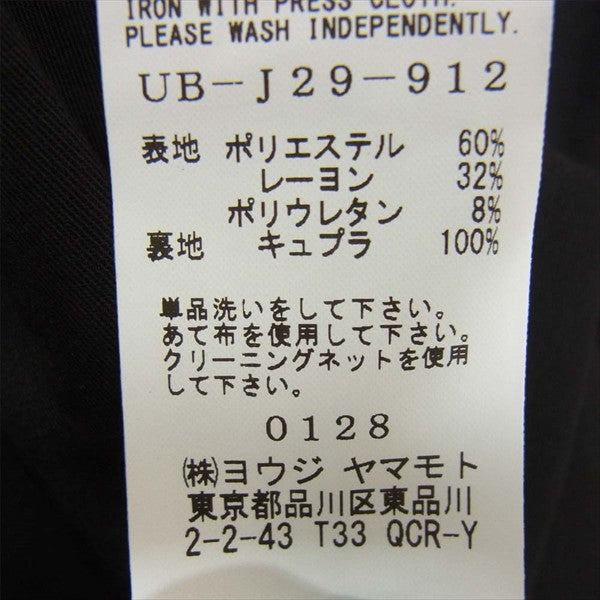 IRON WITH PRESS CLOTH.
PLEASE WASH INDEPENDENTLY.
UB-J29-912
表地 ポリエステル 60%
レーヨン 32%
ポリウレタン 8%
裏地 キュプラ 100%
単品洗いをして下さい。
あて布を使用して下さい。
クリーニングネットを使用
して下さい。
0128
㈱ヨウジ ヤマモト
東京都品川区東品川
2-2-43 T33 QCR-Y